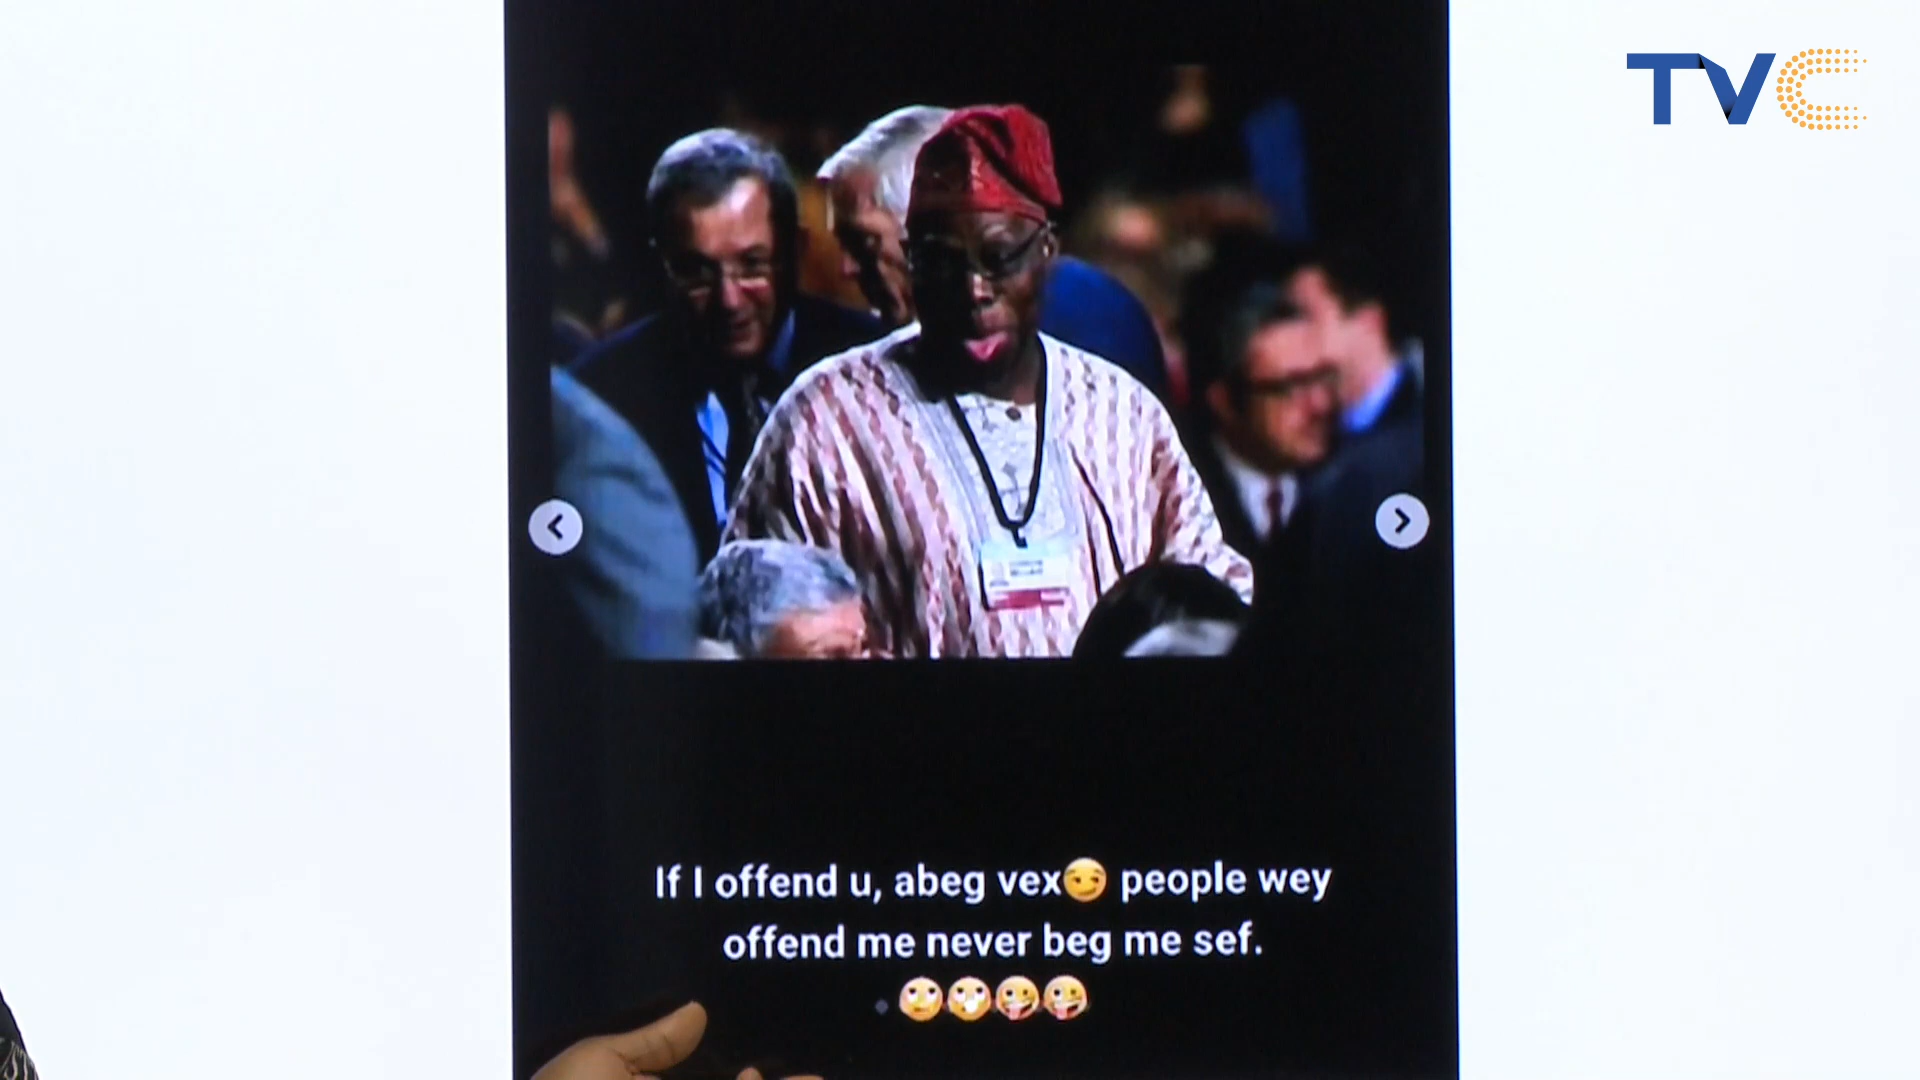 TVC
If I offend u, abeg vex😏 people wey
offend me never beg me sef.
🙄🙄🤪🤪